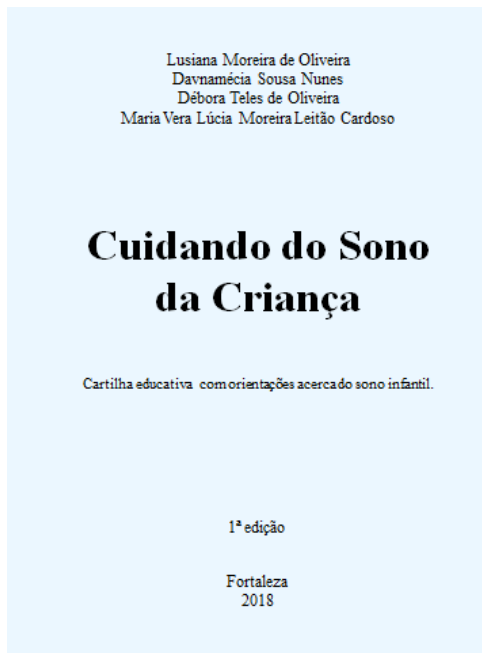 Lusiana Moreira de Oliveira
Davnamécia Sousa Nunes
Débora Teles de Oliveira
Maria Vera Lúcia Moreira Leitão Cardoso
Cuidando do Sono
da Criança
Cartilha educativa com orientações acerca do sono infantil.
1ª edição
Fortaleza
2018